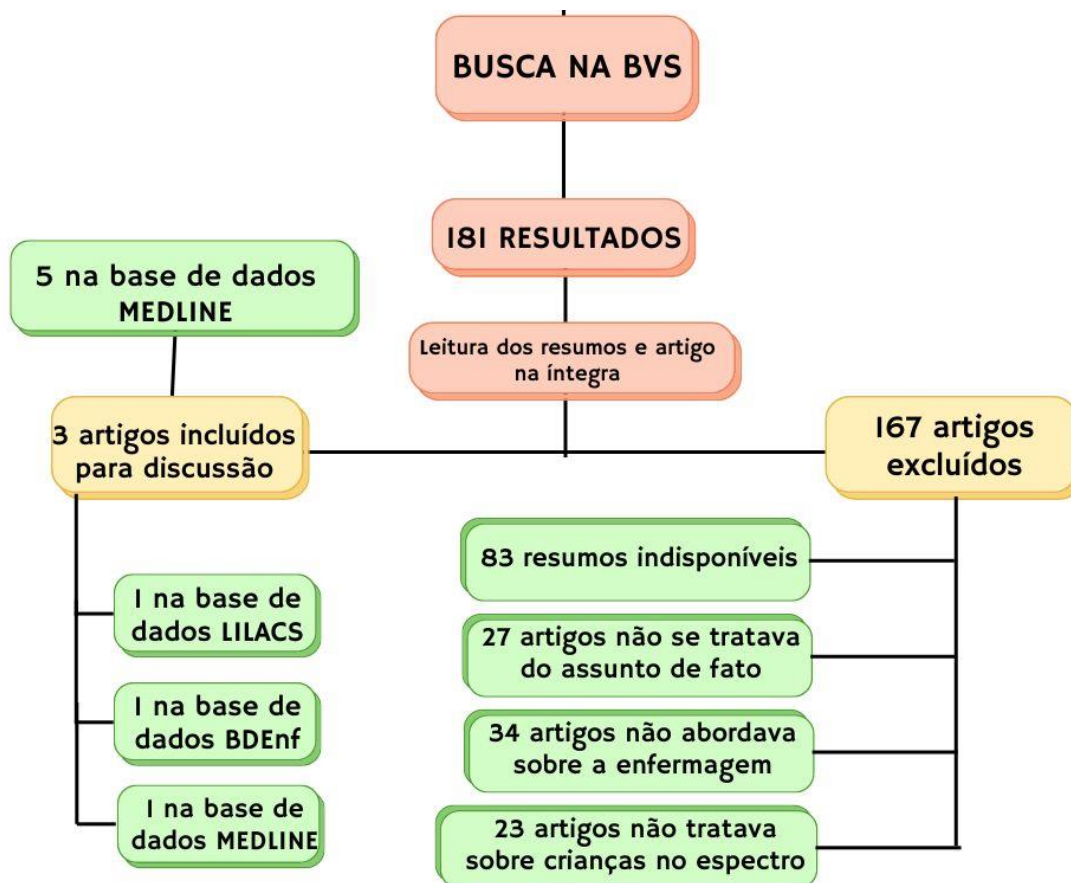 BUSCA NA BVS
181 RESULTADOS
5 na base de dados
MEDLINE
Leitura dos resumos e artigo
na íntegra
3 artigos incluídos
para discussão
167 artigos
excluídos
1 na base de
dados LILACS
1 na base de
dados BDEnf
1 na base de
dados MEDLINE
83 resumos indisponíveis
27 artigos não se tratava
do assunto de fato
34 artigos não abordava
sobre a enfermagem
23 artigos não tratava
sobre crianças no espectro